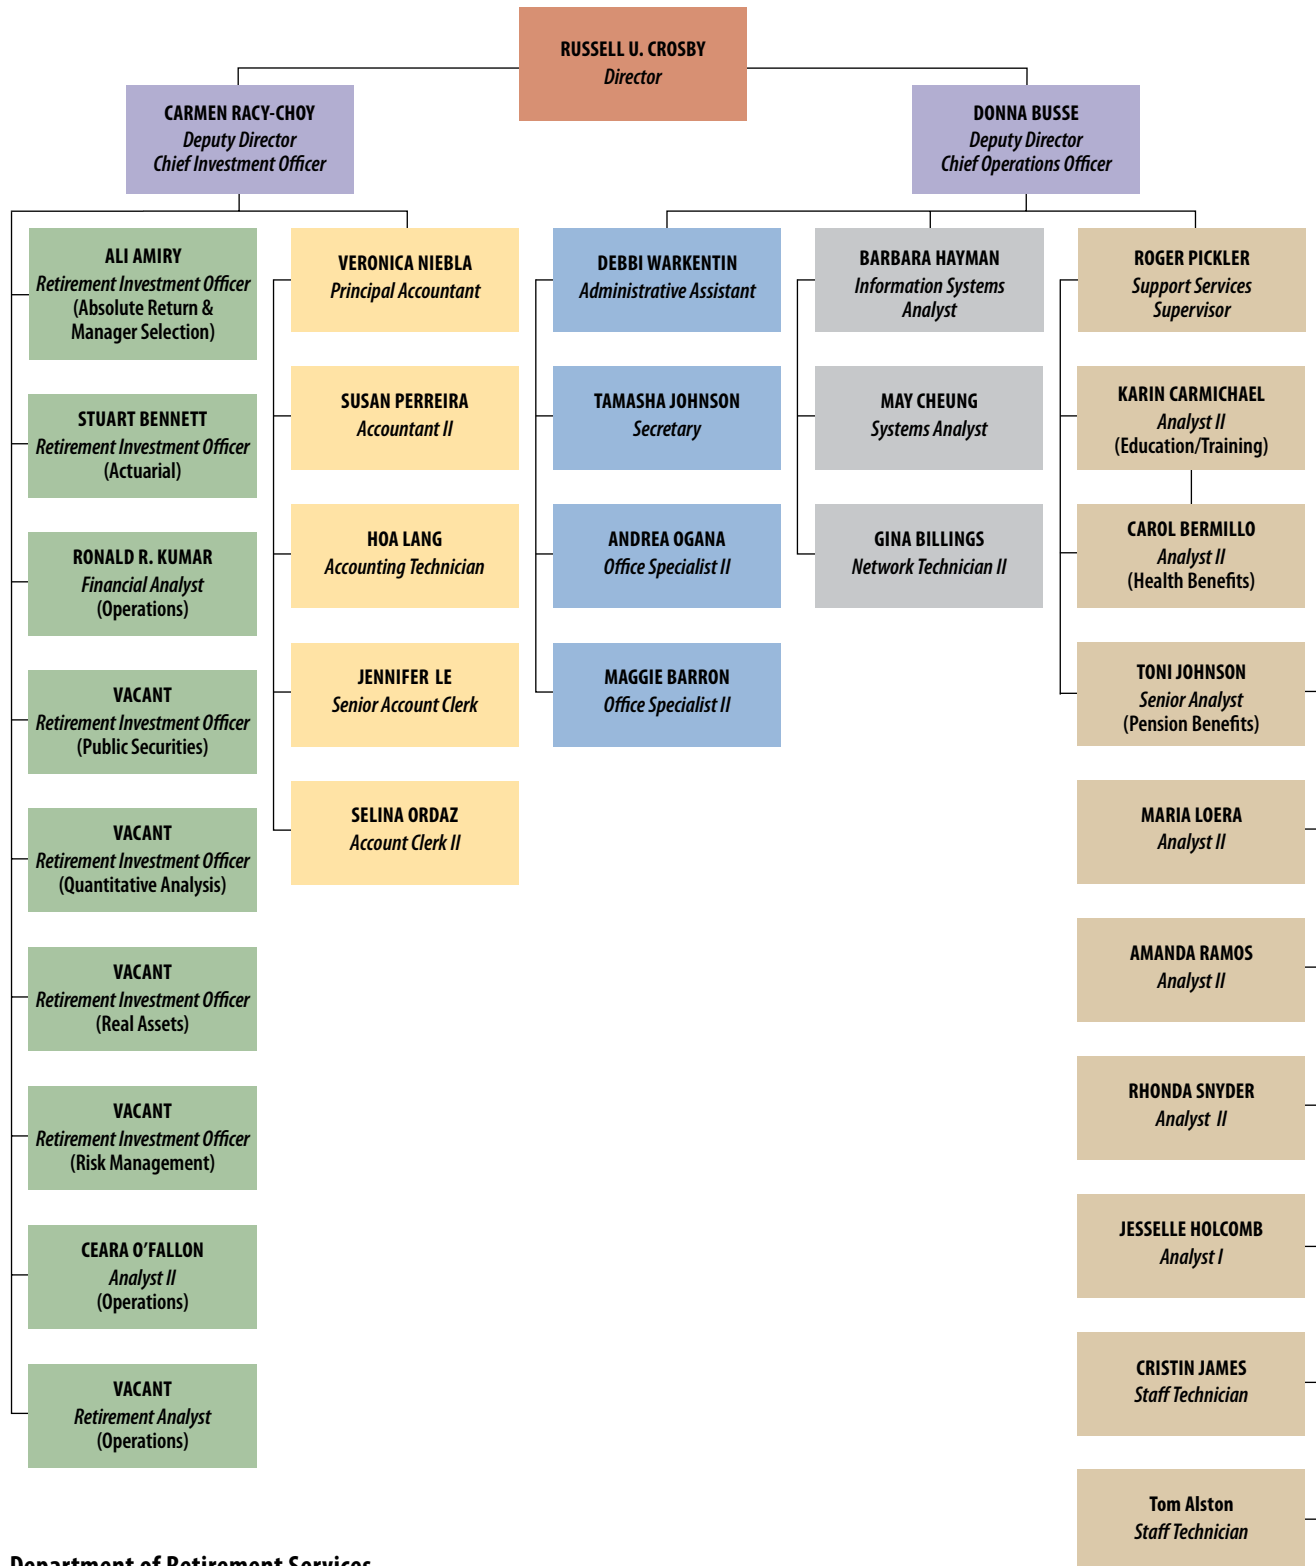 RUSSELL U. CROSBY
Director
CARMEN RACY-CHOY
Deputy Director
Chief Investment Officer
DONNA BUSSE
Deputy Director
Chief Operations Officer
ALI AMIRY
Retirement Investment Officer
(Absolute Return &
Manager Selection)
STUART BENNETT
Retirement Investment Officer
(Actuarial)
RONALD R. KUMAR
Financial Analyst
(Operations)
VACANT
Retirement Investment Officer
(Public Securities)
VACANT
Retirement Investment Officer
(Quantitative Analysis)
VACANT
Retirement Investment Officer
(Real Assets)
VACANT
Retirement Investment Officer
(Risk Management)
CEARA O'FALLON
Analyst II
(Operations)
VACANT
Retirement Analyst
(Operations)
VERONICA NIEBLA
Principal Accountant
SUSAN PERREIRA
Accountant II
HOA LANG
Accounting Technician
JENNIFER LE
Senior Account Clerk
SELINA ORDAZ
Account Clerk II
DEBBI WARKENTIN
Administrative Assistant
TAMASHA JOHNSON
Secretary
ANDREA OGANA
Office Specialist II
MAGGIE BARRON
Office Specialist II
BARBARA HAYMAN
Information Systems
Analyst
MAY CHEUNG
Systems Analyst
GINA BILLINGS
Network Technician II
ROGER PICKLER
Support Services
Supervisor
KARIN CARMICHAEL
Analyst II
(Education/Training)
CAROL BERMILLO
Analyst II
(Health Benefits)
TONI JOHNSON
Senior Analyst
(Pension Benefits)
MARIA LOERA
Analyst II
AMANDA RAMOS
Analyst II
RHONDA SNYDER
Analyst II
JESSELLE HOLCOMB
Analyst I
CRISTIN JAMES
Staff Technician
Tom Alston
Staff Technician
Department of Retirement Services